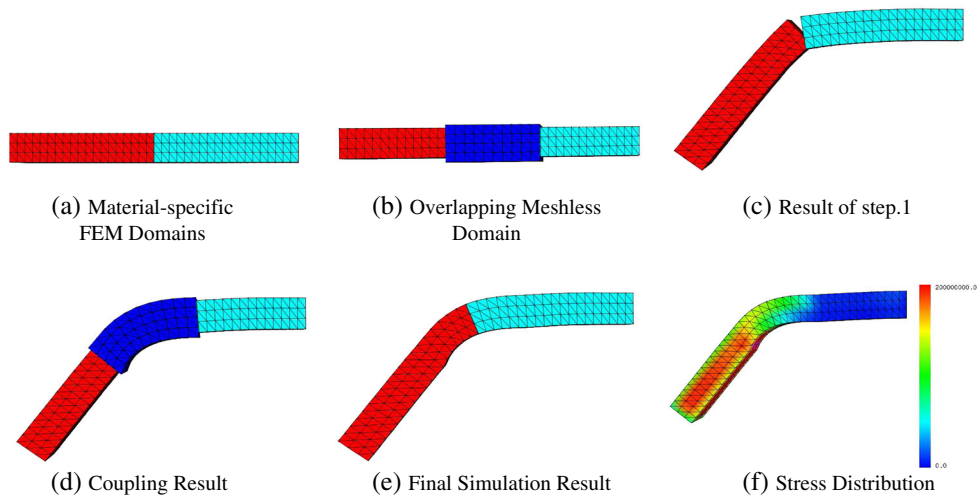 (a) Material-specific
FEM Domains
(b) Overlapping Meshless
Domain
(c) Result of step.1
200000000.0
0.0
(d) Coupling Result
(e) Final Simulation Result
(f) Stress Distribution